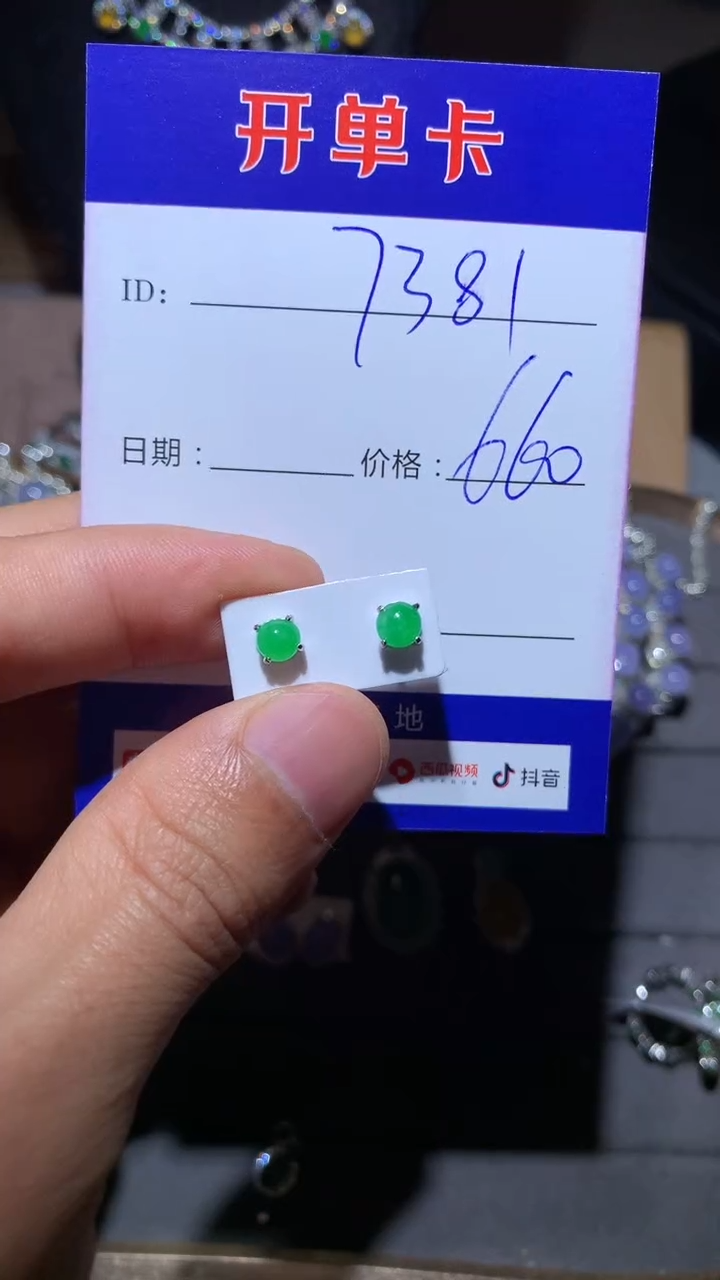 开单卡
ID： 7381
日期： 价格：660
地
西瓜视频 抖音